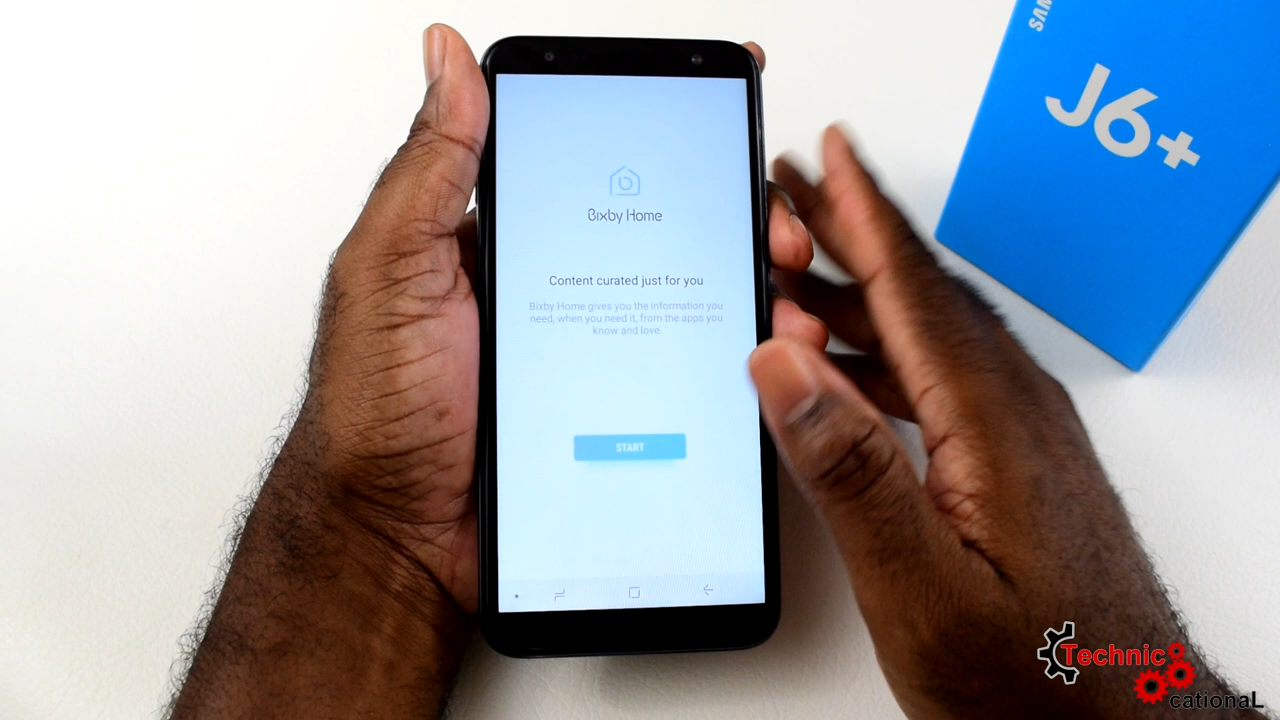 SAMS
J6+
Bixby Home
Content curated just for you
Bixby Home gives you the information you
need, when you need it, from the apps you
know and love.
START
Technic
cationaL